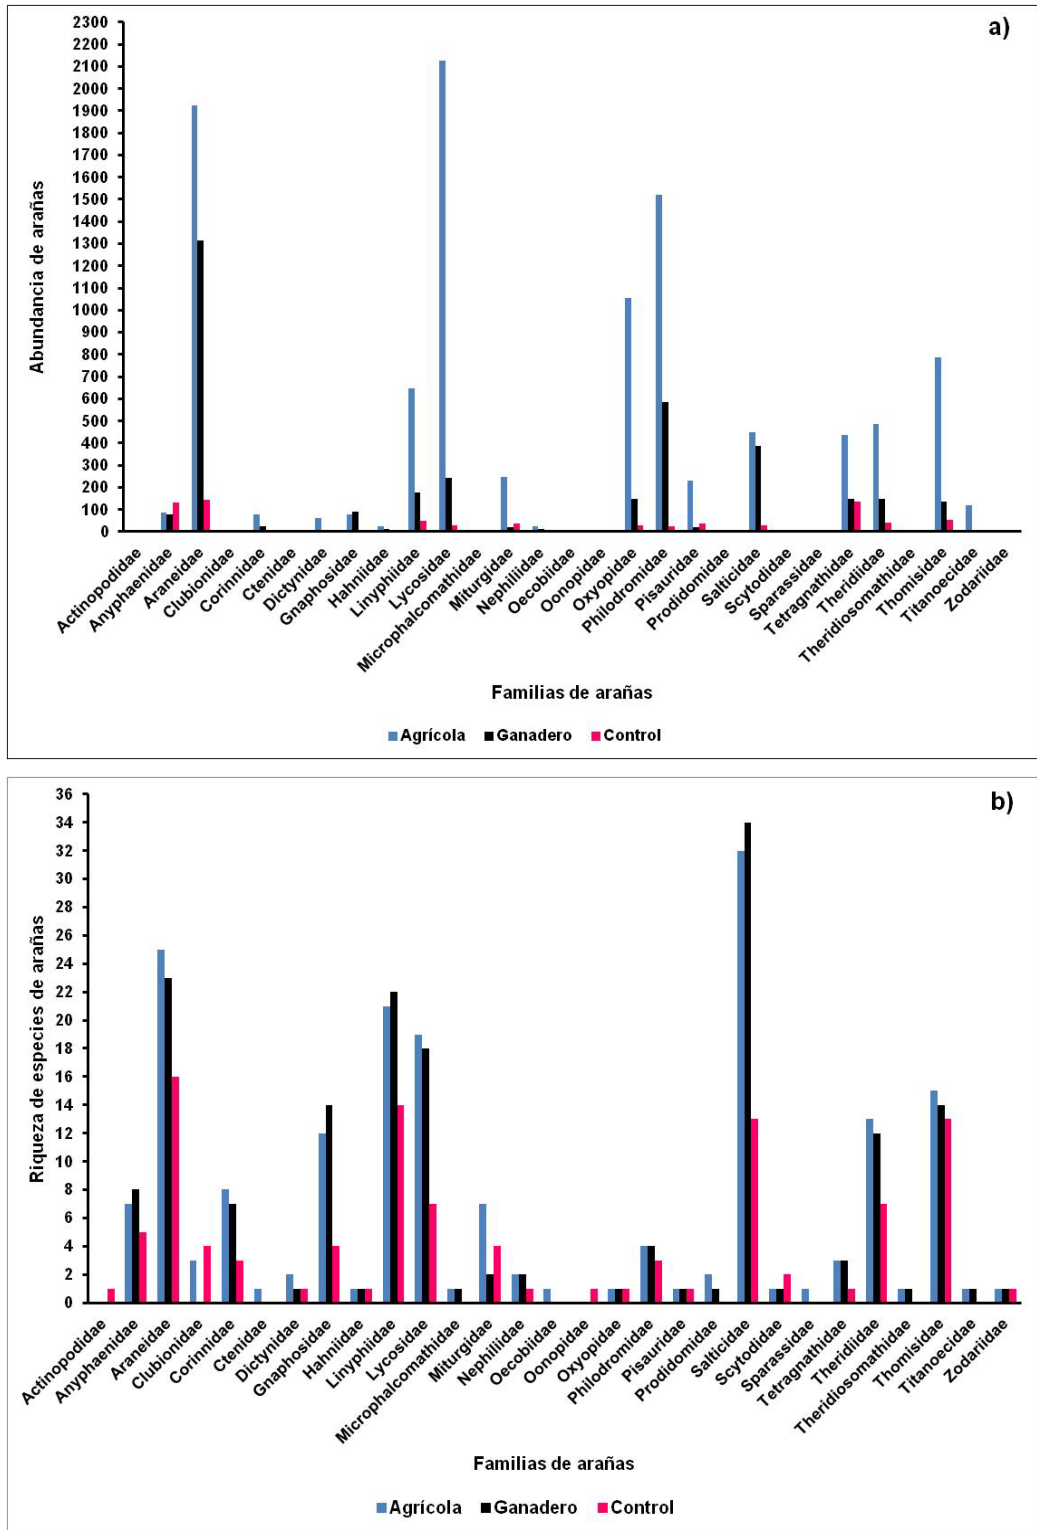 a)
Abundancia de arañas
2300
2200
2100
2000
1900
1800
1700
1600
1500
1400
1300
1200
1100
1000
900
800
700
600
500
400
300
200
100
0
Actinopodidae
Anyphaenidae
Araneidae
Clubionidae
Corinnidae
Ctenidae
Dictynidae
Gnaphosidae
Hahniidae
Linyphiidae
Lycosidae
Microphalcomathidae
Miturgidae
Nephiliidae
Oecobiidae
Oonopidae
Oxyopidae
Philodromidae
Pisauridae
Prodidomidae
Salticidae
Scytodidae
Sparassidae
Tetragnathidae
Theridiidae
Theridiosomathidae
Thomisidae
Titanoecidae
Zodariidae
Familias de arañas
Agrícola Ganadero Control
b)
Riqueza de especies de arañas
36
34
32
30
28
26
24
22
20
18
16
14
12
10
8
6
4
2
0
Actinopodidae
Anyphaenidae
Araneidae
Clubionidae
Corinnidae
Ctenidae
Dictynidae
Gnaphosidae
Hahniidae
Linyphiidae
Lycosidae
Microphalcomathidae
Miturgidae
Nephiliidae
Oecobiidae
Oonopidae
Oxyopidae
Philodromidae
Pisauridae
Prodidomidae
Salticidae
Scytodidae
Sparassidae
Tetragnathidae
Theridiidae
Theridiosomathidae
Thomisidae
Titanoecidae
Zodariidae
Familias de arañas
Agrícola Ganadero Control